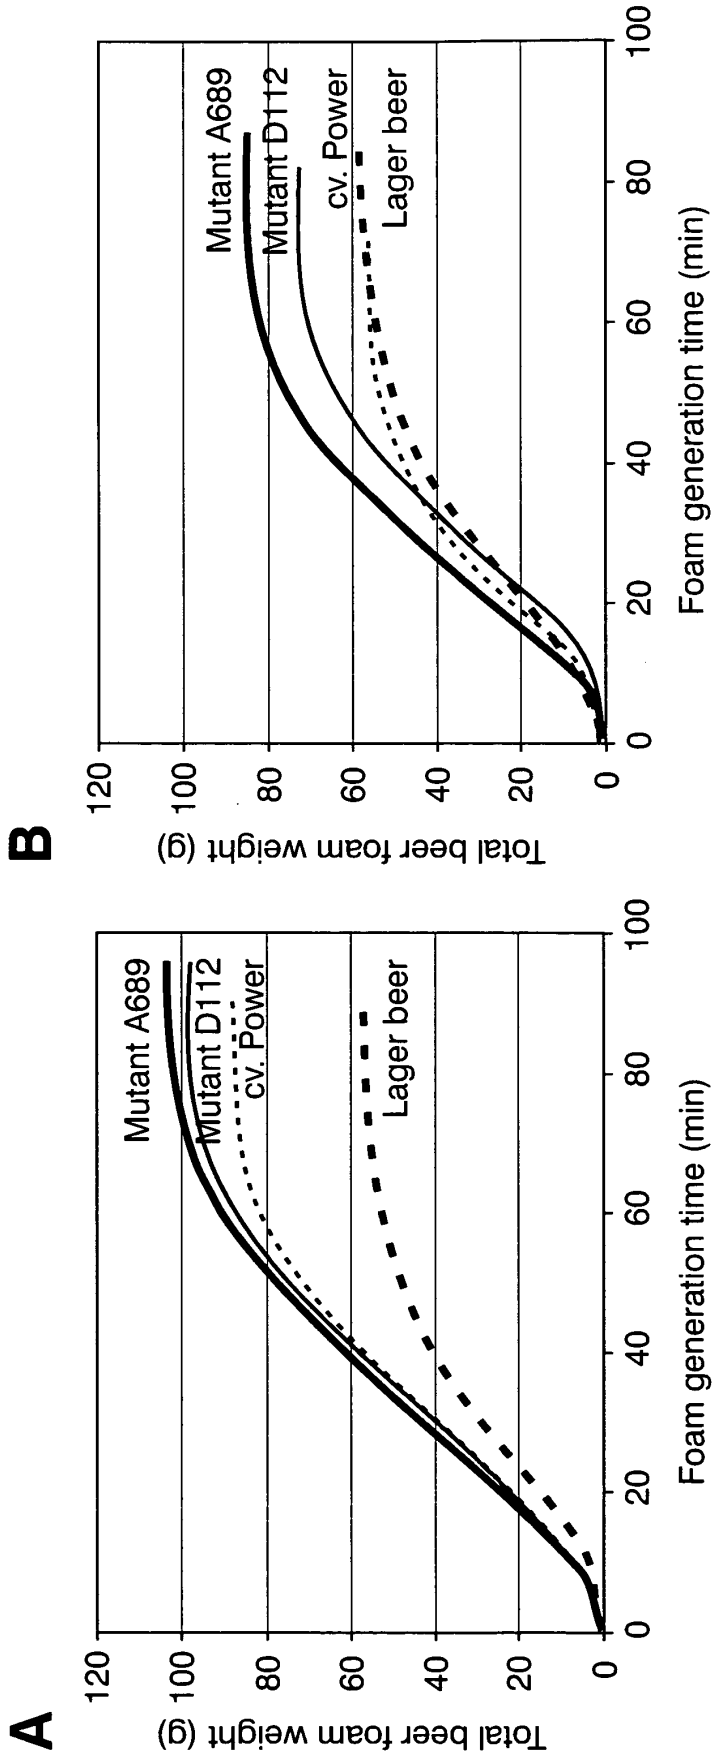 A
Total beer foam weight (g)
120
100
80
60
40
20
0
Mutant A689
Mutant D112
cv. Power
Lager beer
0
20
40
60
80
100
Foam generation time (min)
B
Total beer foam weight (g)
120
100
80
60
40
20
0
Mutant A689
Mutant D112
cv. Power
Lager beer
0
20
40
60
80
100
Foam generation time (min)